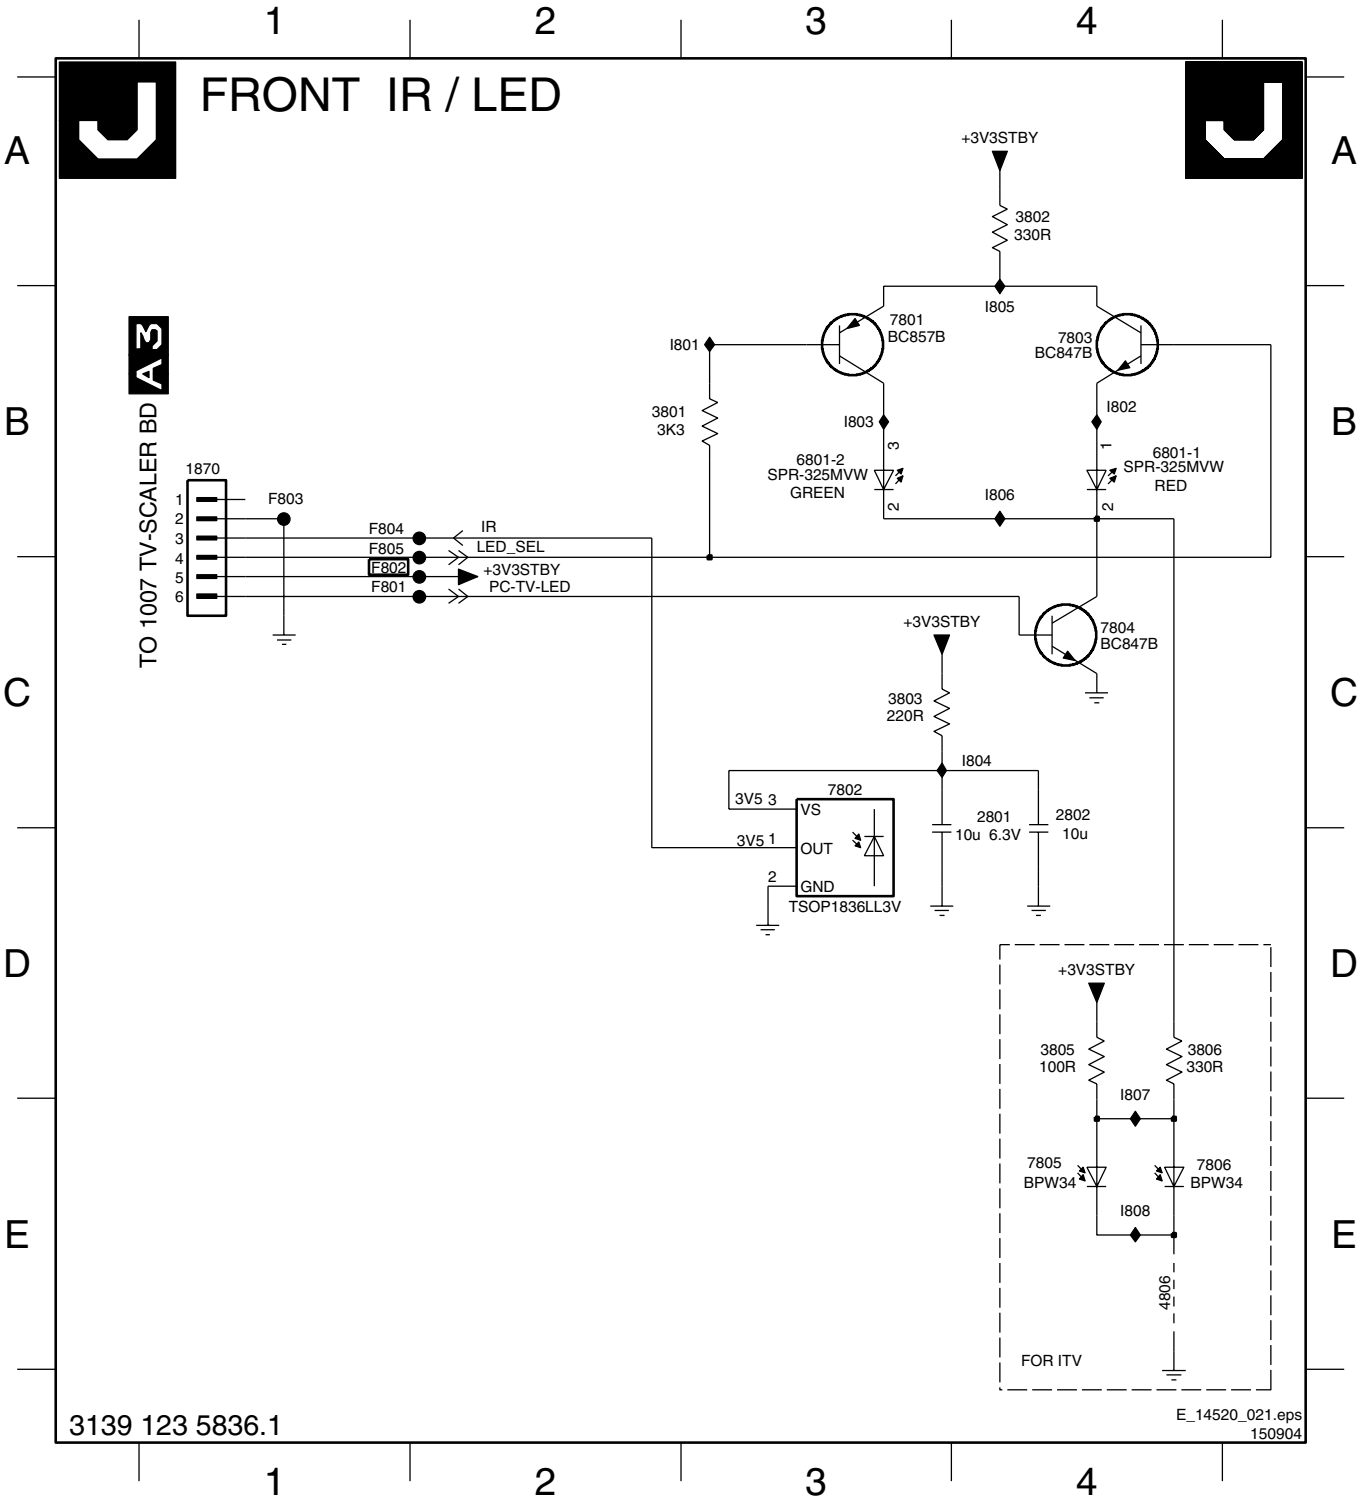 1 2 3 4
J FRONT IR / LED J
A A
+3V3STBY
3802
330R
I805
7801
BC857B
7803
BC847B
I801
A3
TO 1007 TV-SCALER BD
B B
3801
3K3
I803
I802
3
1
6801-2
SPR-325MVW
GREEN
6801-1
SPR-325MVW
RED
2
2
I806
1870
1
2
3
4
5
6
F803
F804
IR
F805
LED_SEL
F802
+3V3STBY
F801
PC-TV-LED
7804
BC847B
+3V3STBY
C C
3803
220R
I804
7802
3V5 3
VS
3V5 1
OUT
2
GND
TSOP1836LL3V
2801
10u 6.3V
2802
10u
D D
+3V3STBY
3805
100R
3806
330R
I807
7805
BPW34
7806
BPW34
I808
E E
4806
FOR ITV
3139 123 5836.1
E_14520_021.eps
150904
1 2 3 4